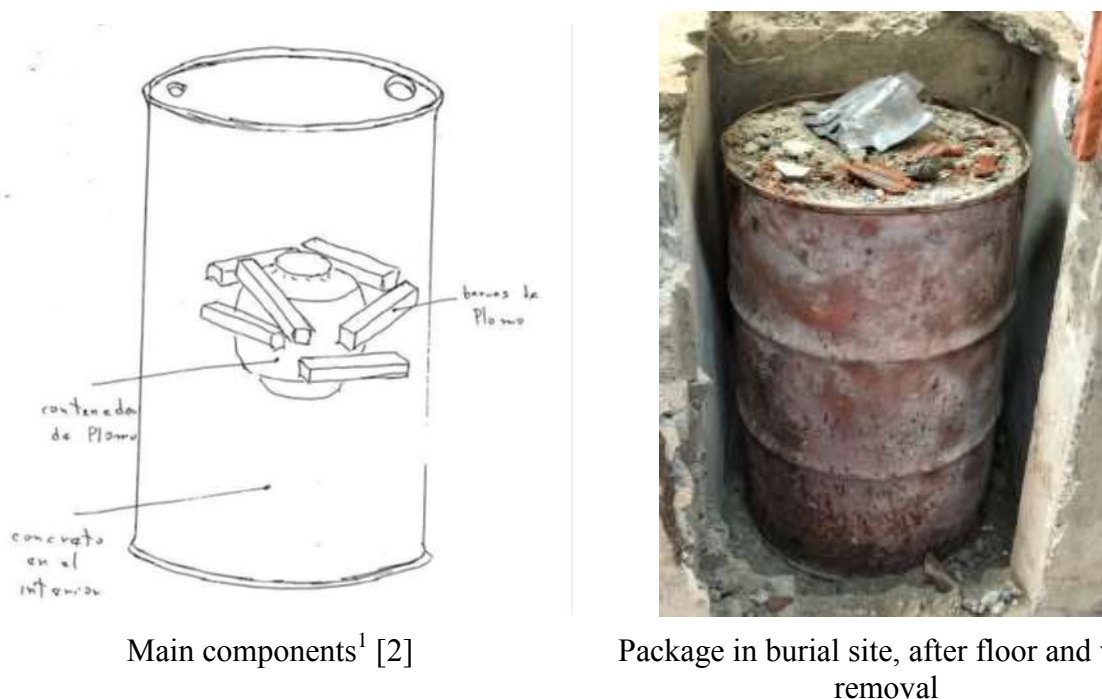 barras de
Plomo
contenedor
de Plomo
concreto
en el
interior
Main components¹ [2]
Package in burial site, after floor and
removal